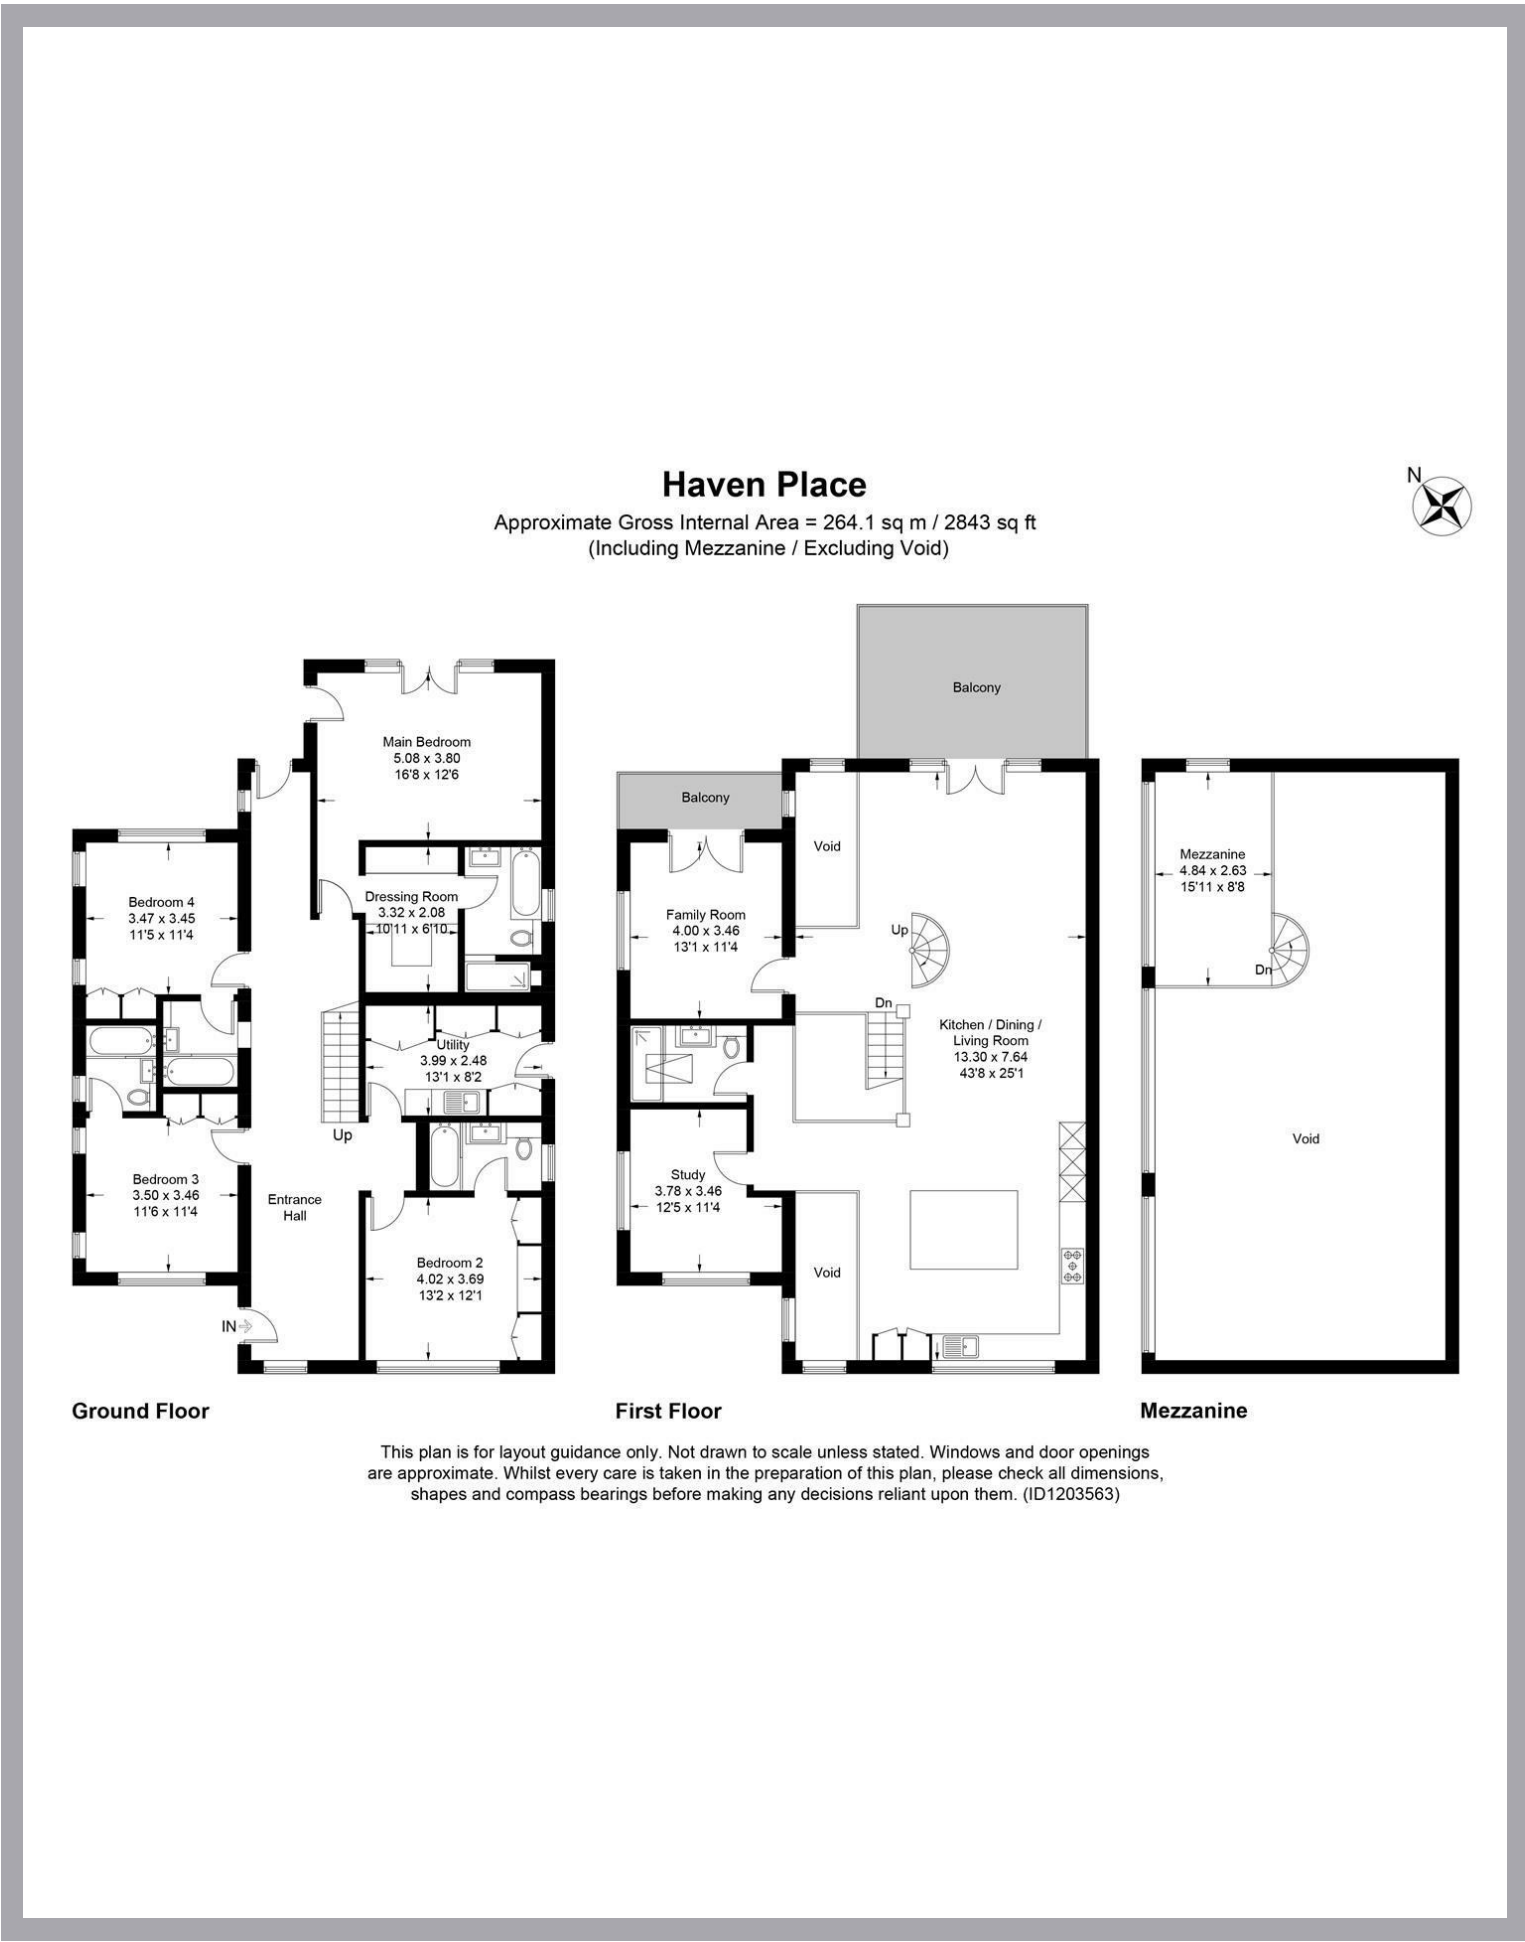 Haven Place
Approximate Gross Internal Area = 264.1 sq m / 2843 sq ft
(Including Mezzanine / Excluding Void)
N
Main Bedroom
5.08 x 3.80
16'8 x 12'6
Bedroom 4
3.47 x 3.45
11'5 x 11'4
Dressing Room
3.32 x 2.08
10'11 x 6'10
Utility
3.99 x 2.48
13'1 x 8'2
Up
Bedroom 3
3.50 x 3.46
11'6 x 11'4
Entrance
Hall
Bedroom 2
4.02 x 3.69
13'2 x 12'1
IN
Ground Floor
Balcony
Balcony
Void
Family Room
4.00 x 3.46
13'1 x 11'4
Up
Dn
Kitchen / Dining /
Living Room
13.30 x 7.64
43'8 x 25'1
Study
3.78 x 3.46
12'5 x 11'4
Void
First Floor
Mezzanine
4.84 x 2.63
15'11 x 8'8
Dn
Void
Mezzanine
This plan is for layout guidance only. Not drawn to scale unless stated. Windows and door openings
are approximate. Whilst every care is taken in the preparation of this plan, please check all dimensions,
shapes and compass bearings before making any decisions reliant upon them. (ID1203563)